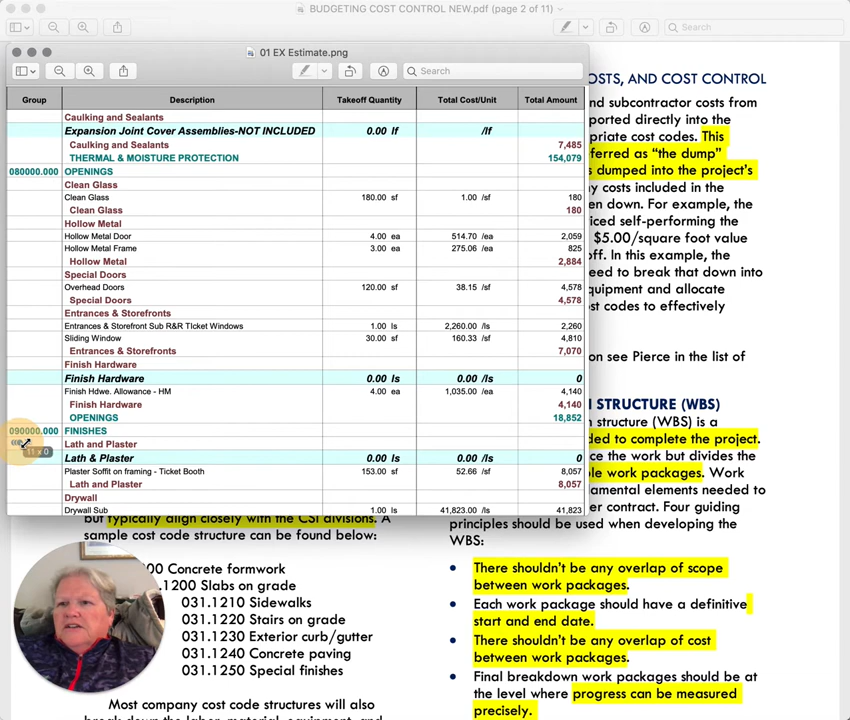 BUDGETING COST CONTROL NEW.pdf (page 2 of 11)
Search
01 EX Estimate.png
Search
Group Description Takeoff Quantity Total Cost/Unit Total Amount
Caulking and Sealants
Expansion Joint Cover Assemblies-NOT INCLUDED 0.00 lf /lf
Caulking and Sealants 7,485
THERMAL & MOISTURE PROTECTION 154,079
080000.000 OPENINGS
Clean Glass
Clean Glass 180.00 sf 1.00 /sf 180
Clean Glass 180
Hollow Metal
Hollow Metal Door 4.00 ea 514.70 /ea 2,059
Hollow Metal Frame 3.00 ea 275.06 /ea 825
Hollow Metal 2,884
Special Doors
Overhead Doors 120.00 sf 38.15 /sf 4,578
Special Doors 4,578
Entrances & Storefronts
Entrances & Storefront Sub R&R TIcket Windows 1.00 ls 2,260.00 /ls 2,260
Sliding Window 30.00 sf 160.33 /sf 4,810
Entrances & Storefronts 7,070
Finish Hardware
Finish Hardware 0.00 ls 0.00 /ls 0
Finish Hdwe. Allowance - HM 4.00 ea 1,035.00 /ea 4,140
Finish Hardware 4,140
OPENINGS 18,852
090000.000 FINISHES
11 x 0
Lath and Plaster
Lath & Plaster 0.00 ls 0.00 /ls 0
Plaster Soffit on framing - Ticket Booth 153.00 sf 52.66 /sf 8,057
Lath and Plaster 8,057
Drywall
Drywall Sub 1.00 ls 41,823.00 /ls 41,823
but typically align closely with the CSI divisions. A
sample cost code structure can be found below:
00 Concrete formwork
.1200 Slabs on grade
031.1210 Sidewalks
031.1220 Stairs on grade
031.1230 Exterior curb/gutter
031.1240 Concrete paving
031.1250 Special finishes
Most company cost code structures will also
break down the labor, material, equipment, and
OSTS, AND COST CONTROL
nd subcontractor costs from
ported directly into the
priate cost codes. This
ferred as “the dump”
s dumped into the project’s
y costs included in the
en down. For example, the
iced self-performing the
$5.00/square foot value
off. In this example, the
eed to break that down into
quipment and allocate
st codes to effectively
on see Pierce in the list of
N STRUCTURE (WBS)
n structure (WBS) is a
ded to complete the project.
ce the work but divides the
le work packages. Work
amental elements needed to
er contract. Four guiding
principles should be used when developing the
WBS:
• There shouldn’t be any overlap of scope
between work packages.
• Each work package should have a definitive
start and end date.
• There shouldn’t be any overlap of cost
between work packages.
• Final breakdown work packages should be at
the level where progress can be measured
precisely.